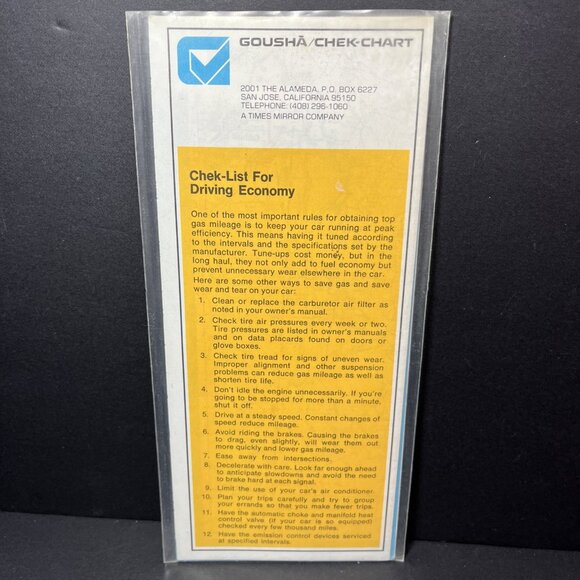 GOUSHĀ/CHEK-CHART
2001 THE ALAMEDA, P.O. BOX 6227
SAN JOSE, CALIFORNIA 95150
TELEPHONE: (408) 296-1060
A TIMES MIRROR COMPANY
Chek-List For
Driving Economy
One of the most important rules for obtaining top
gas mileage is to keep your car running at peak
efficiency. This means having it tuned according
to the intervals and the specifications set by the
manufacturer. Tune-ups cost money, but in the
long haul, they not only add to fuel economy but
prevent unnecessary wear elsewhere in the car.
Here are some other ways to save gas and save
wear and tear on your car:
1. Clean or replace the carburetor air filter as
noted in your owner's manual.
2. Check tire air pressures every week or two.
Tire pressures are listed in owner's manuals
and on data placards found on doors or
glove boxes.
3. Check tire tread for signs of uneven wear.
Improper alignment and other suspension
problems can reduce gas mileage as well as
shorten tire life.
4. Don't idle the engine unnecessarily. If you're
going to be stopped for more than a minute,
shut it off.
5. Drive at a steady speed. Constant changes of
speed reduce mileage.
6. Avoid riding the brakes. Causing the brakes
to drag, even slightly, will wear them out
more quickly and lower gas mileage.
7. Ease away from intersections.
8. Decelerate with care. Look far enough ahead
to anticipate slowdowns and avoid the need
to brake hard at each signal.
9. Limit the use of your car's air conditioner.
10. Plan your trips carefully and try to group
your errands so that you make fewer trips.
11. Have the automatic choke and manifold heat
control valve (if your car is so equipped)
checked every few thousand miles.
12. Have the emission control devices serviced
at specified intervals.